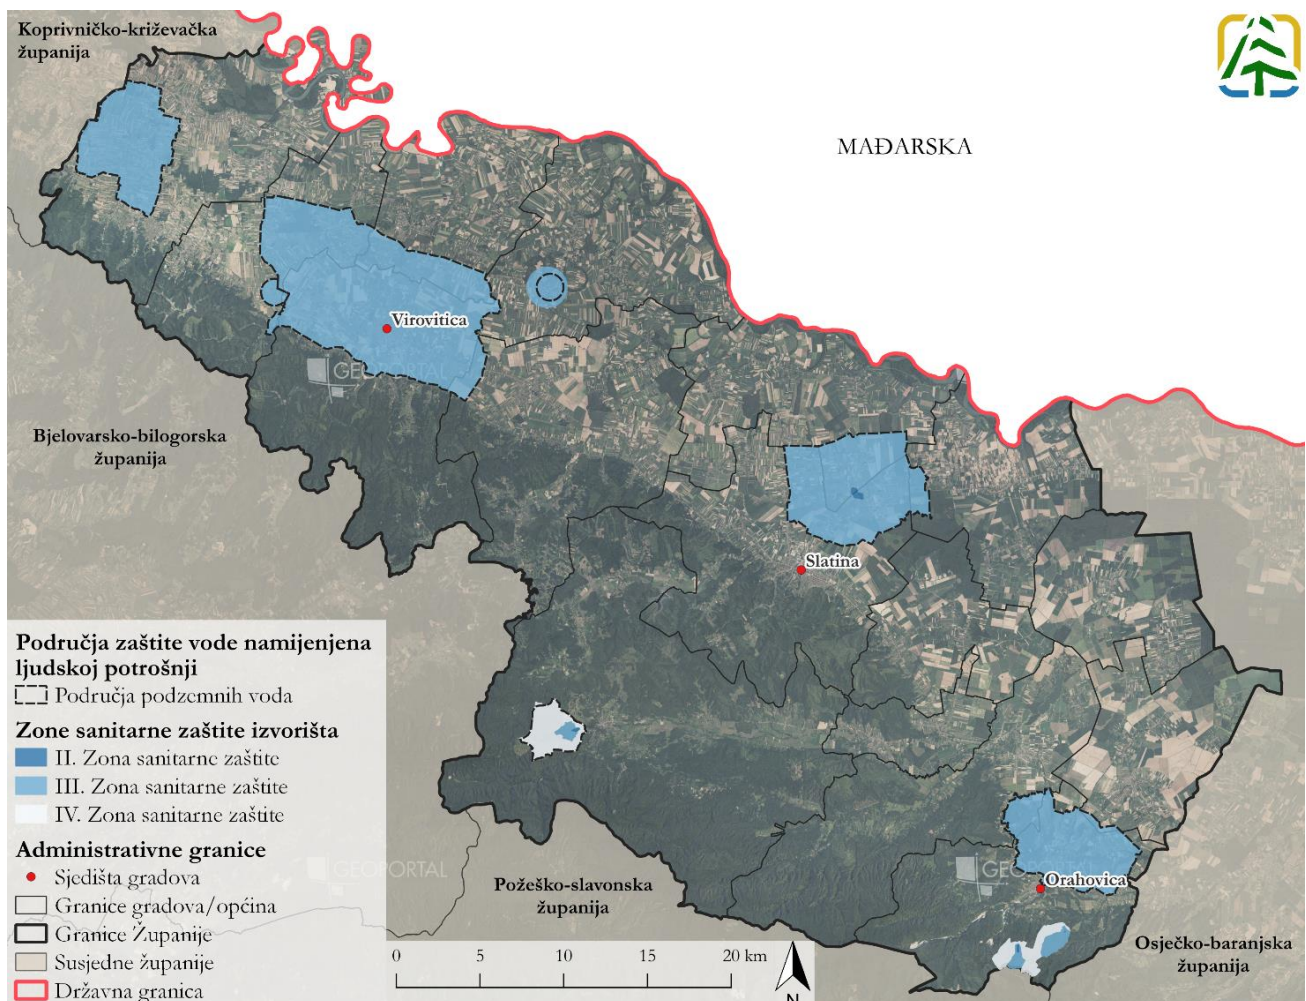 Koprivničko-križevačka
županija
MAĐARSKA
Virovitica
GEOPORTAL
Bjelovarsko-bilogorska
županija
Slatina
Područja zaštite vode namijenjena
ljudskoj potrošnji
Područja podzemnih voda
Zone sanitarne zaštite izvorišta
II. Zona sanitarne zaštite
III. Zona sanitarne zaštite
IV. Zona sanitarne zaštite
Administrativne granice
Sjedišta gradova
Granice gradova/općina
Granice Županije
Susjedne županije
Državna granica
GEOPORTAL
Požeško-slavonska
županija
GEOPORTAL
Orahovica
Osječko-baranjska
županija
0 5 10 20 km
N